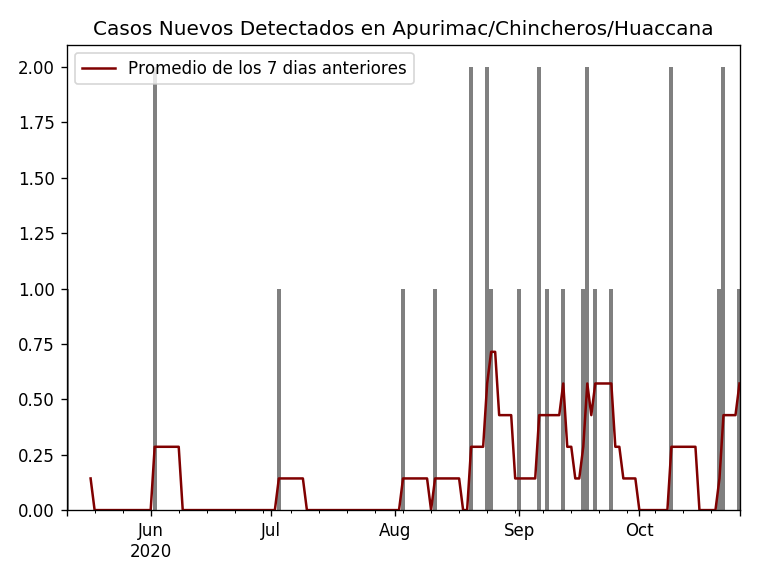 Casos Nuevos Detectados en Apurimac/Chincheros/Huaccana
Promedio de los 7 dias anteriores
2.00
1.75
1.50
1.25
1.00
0.75
0.50
0.25
0.00
Jun
2020
Jul
Aug
Sep
Oct